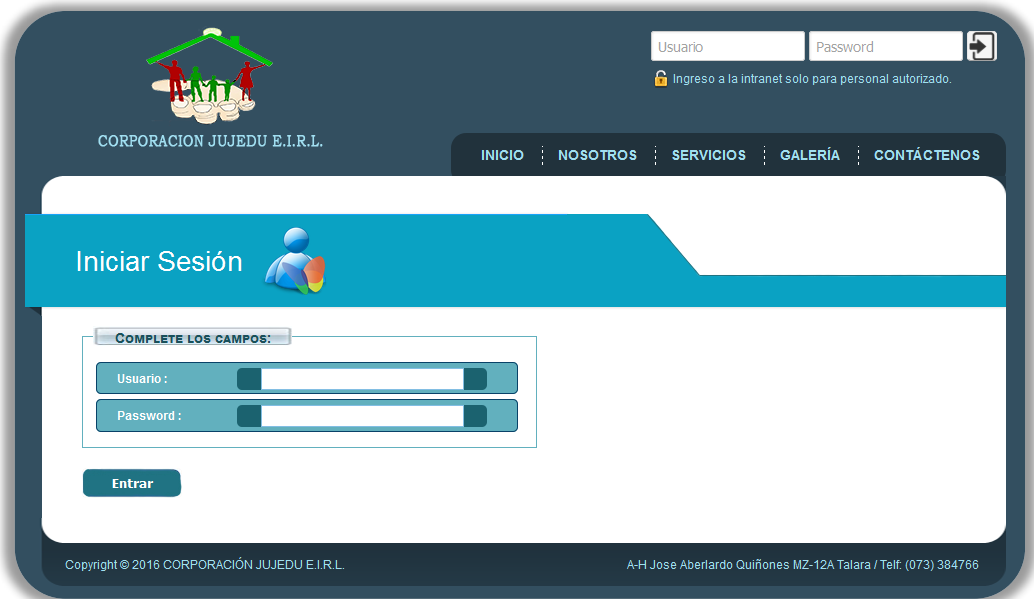 Usuario Password
Ingreso a la intranet solo para personal autorizado.
CORPORACION JUJEDU E.I.R.L.
INICIO NOSOTROS SERVICIOS GALERÍA CONTÁCTENOS
Iniciar Sesión
COMPLETE LOS CAMPOS:
Usuario :
Password :
Entrar
Copyright © 2016 CORPORACIÓN JUJEDU E.I.R.L. A-H Jose Aberlardo Quiñones MZ-12A Talara / Telf: (073) 384766